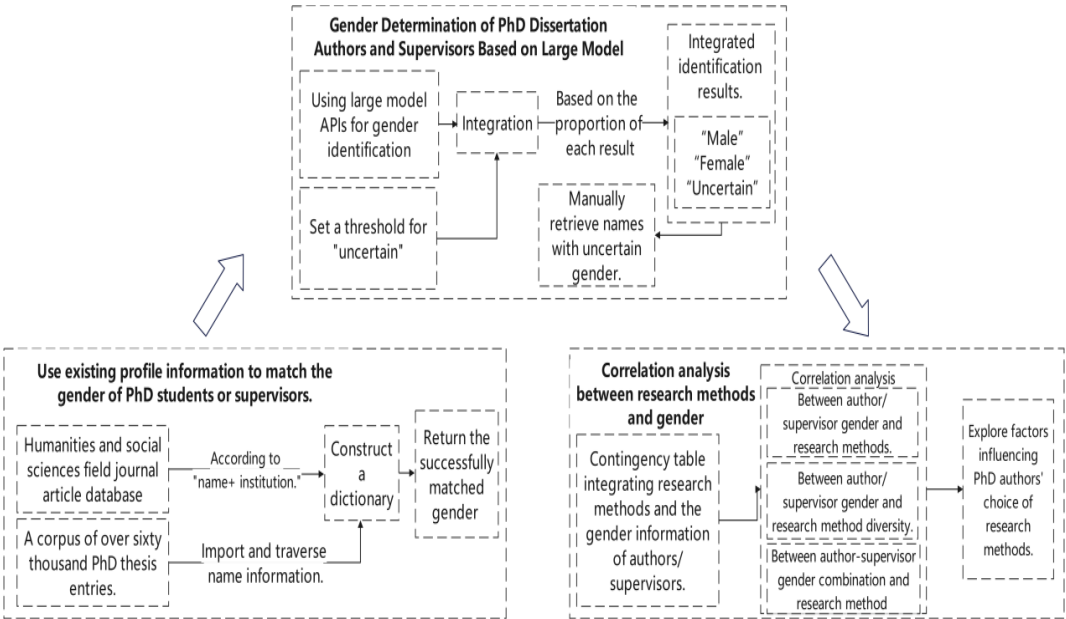 Gender Determination of PhD Dissertation
Authors and Supervisors Based on Large Model
Using large model
APIs for gender
identification
Integration
Based on the
proportion of
each result
Integrated
identification
results.
“Male”
“Female”
“Uncertain”
Set a threshold for
"uncertain"
Manually
retrieve names
with uncertain
gender.
Use existing profile information to match the
gender of PhD students or supervisors.
Humanities and social
sciences field journal
article database
According to
"name+ institution."
Construct
a
dictionary
Return the
successfully
matched
gender
A corpus of over sixty
thousand PhD thesis
entries.
Import and traverse
name information.
Correlation analysis
between research methods
and gender
Contingency table
integrating research
methods and the
gender information
of authors/
supervisors.
Correlation analysis
Between author/
supervisor gender and
research methods.
Between author/
supervisor gender and
research method diversity.
Between author-supervisor
gender combination and
research method
Explore factors
influencing
PhD authors'
choice of
research
methods.